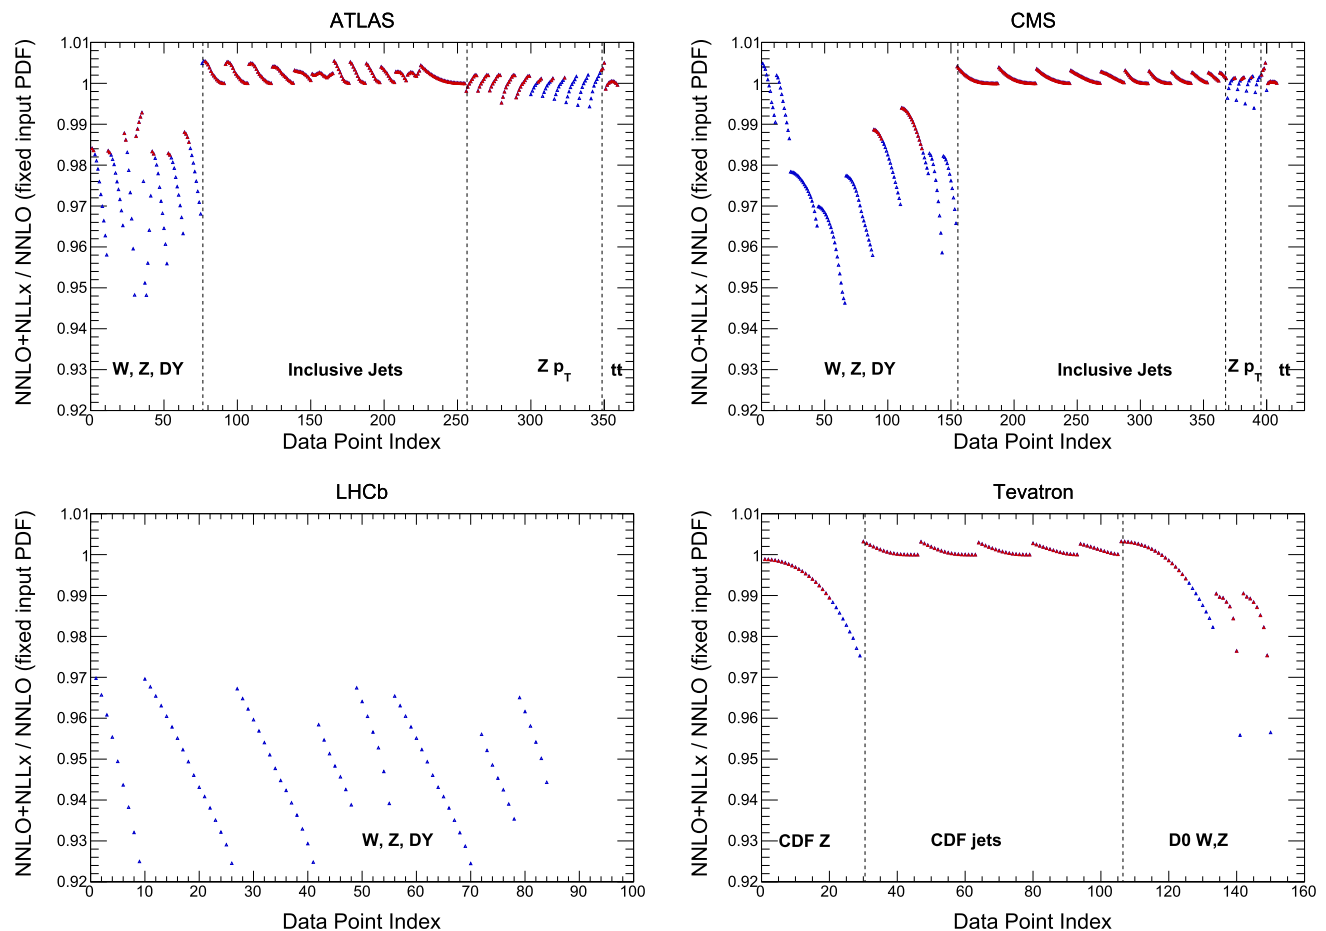 ATLAS
NNLO+NLLx / NNLO (fixed input PDF)
1.01
1
0.99
0.98
0.97
0.96
0.95
0.94
0.93
0.92
W, Z, DY
Inclusive Jets
Z pT
tt
0 50 100 150 200 250 300 350
Data Point Index
CMS
NNLO+NLLx / NNLO (fixed input PDF)
1.01
1
0.99
0.98
0.97
0.96
0.95
0.94
0.93
0.92
W, Z, DY
Inclusive Jets
Z pT
tt
0 50 100 150 200 250 300 350 400
Data Point Index
LHCb
NNLO+NLLx / NNLO (fixed input PDF)
1.01
1
0.99
0.98
0.97
0.96
0.95
0.94
0.93
0.92
W, Z, DY
0 10 20 30 40 50 60 70 80 90 100
Data Point Index
Tevatron
NNLO+NLLx / NNLO (fixed input PDF)
1.01
1
0.99
0.98
0.97
0.96
0.95
0.94
0.93
0.92
CDF Z
CDF jets
D0 W,Z
0 20 40 60 80 100 120 140 160
Data Point Index